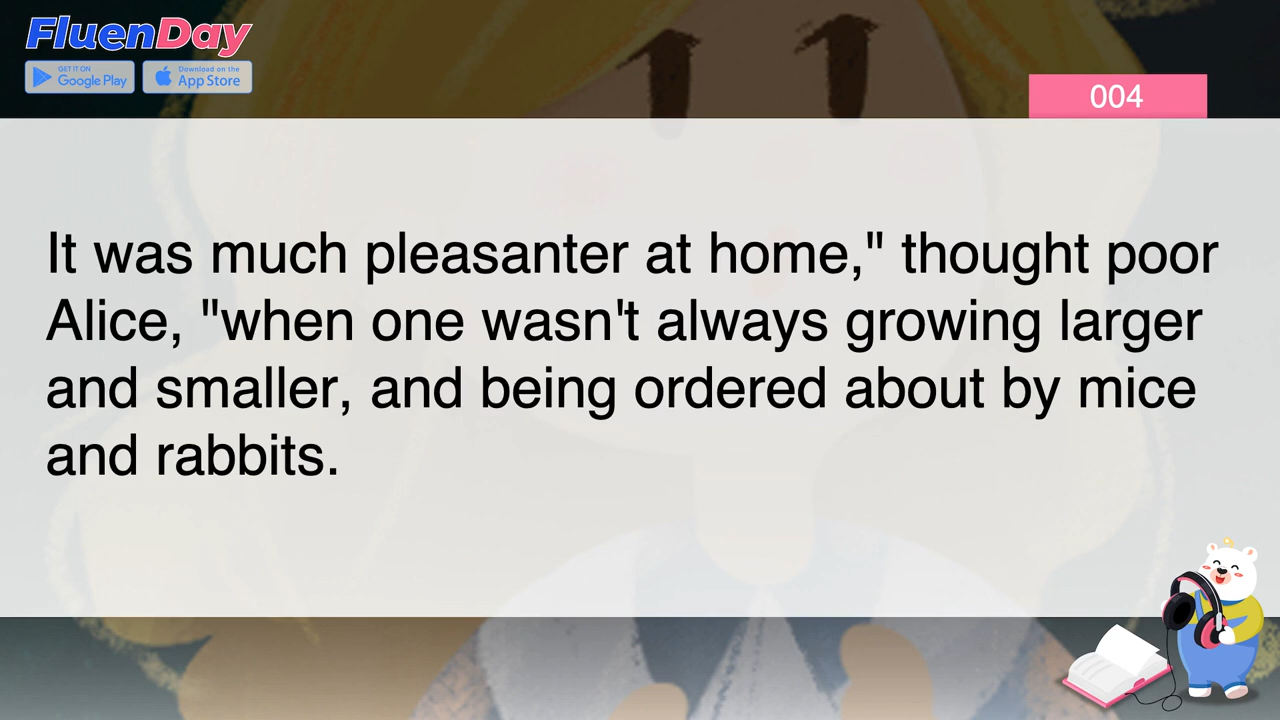 FluenDay
GET IT ON
Google Play
Download on the
App Store
004
It was much pleasanter at home," thought poor
Alice, "when one wasn't always growing larger
and smaller, and being ordered about by mice
and rabbits.